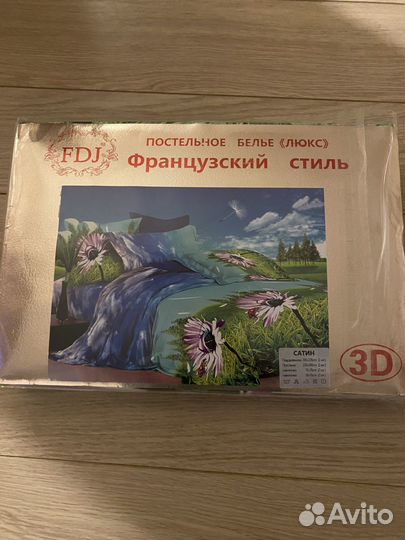 FDJ
ПОСТЕЛЬНОЕ БЕЛЬЕ «ЛЮКС»
Французский стиль
САТИН
3D
Avito